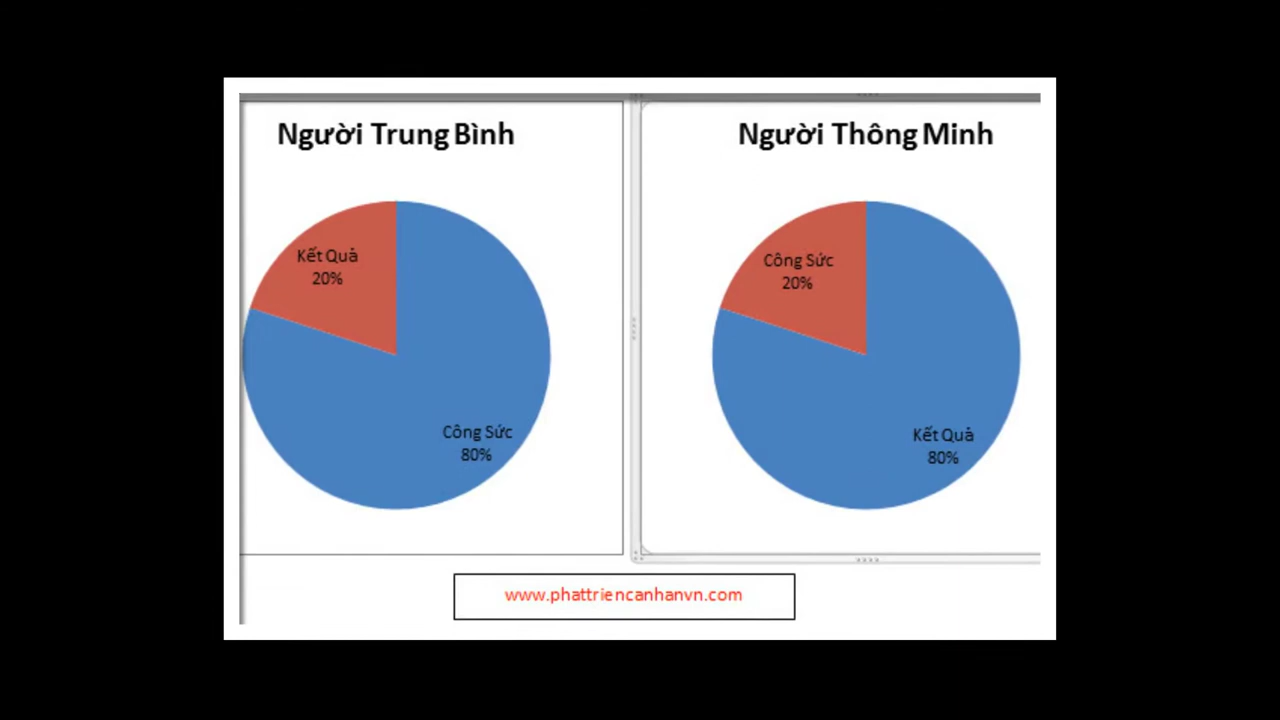 Người Trung Bình
Kết Quả
20%
Công Sức
80%
Người Thông Minh
Công Sức
20%
Kết Quả
80%
www.phattriencanhanvn.com